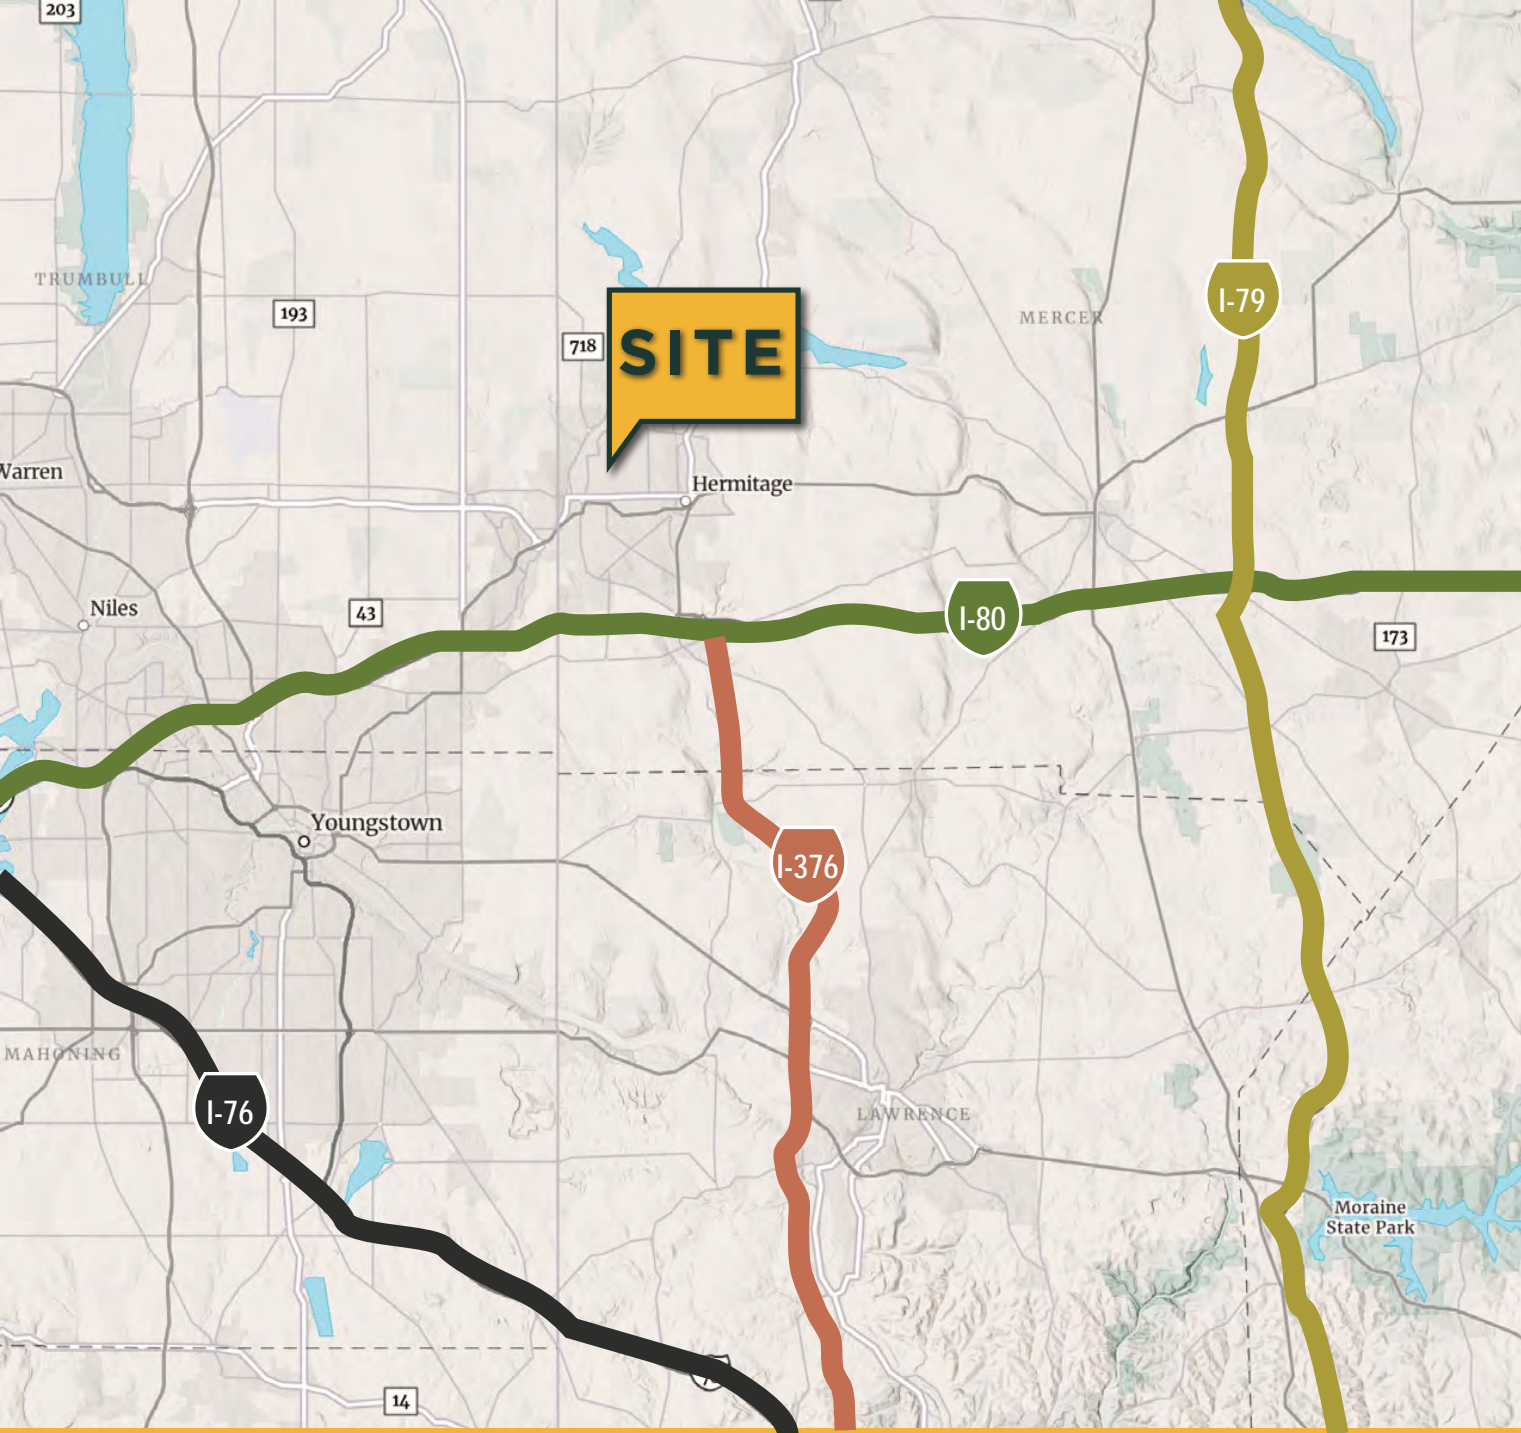 203
TRUMBULL
193
718
SITE
MERCER
I-79
Warren
Hermitage
Niles
43
I-80
173
Youngstown
I-376
MAHONING
I-76
LAWRENCE
Moraine
State Park
14